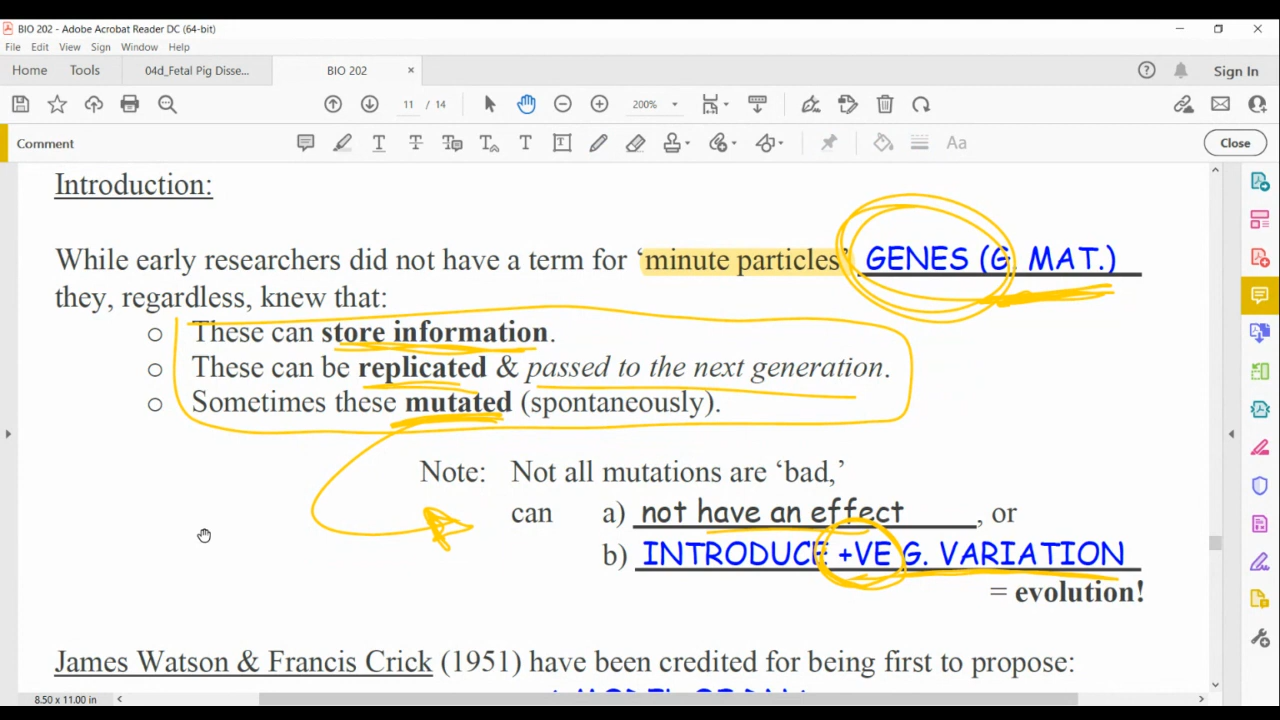 BIO 202 - Adobe Acrobat Reader DC (64-bit)
File Edit View Sign Window Help
Home Tools 04d_Fetal Pig Disse... BIO 202 × Sign In
11 / 14 200%
Comment Close
Introduction:
While early researchers did not have a term for ‘minute particles’ GENES (G. MAT.)
they, regardless, knew that:
o These can store information.
o These can be replicated & passed to the next generation.
o Sometimes these mutated (spontaneously).
Note: Not all mutations are ‘bad,’
can a) not have an effect, or
b) INTRODUCE +VE G. VARIATION
= evolution!
James Watson & Francis Crick (1951) have been credited for being first to propose:
8.50 x 11.00 in